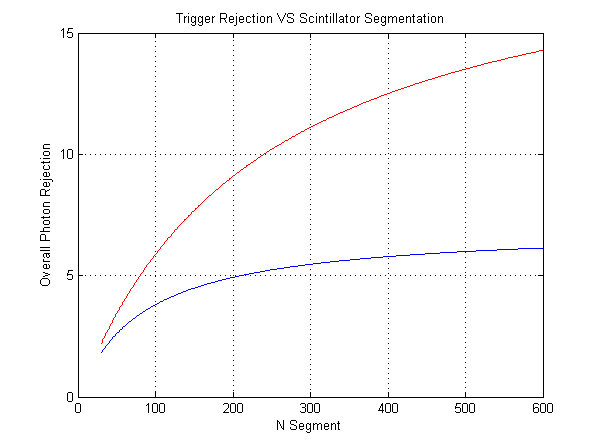 Trigger Rejection VS Scintillator Segmentation
15
10
5
0
Overall Photon Rejection
0 100 200 300 400 500 600
N Segment